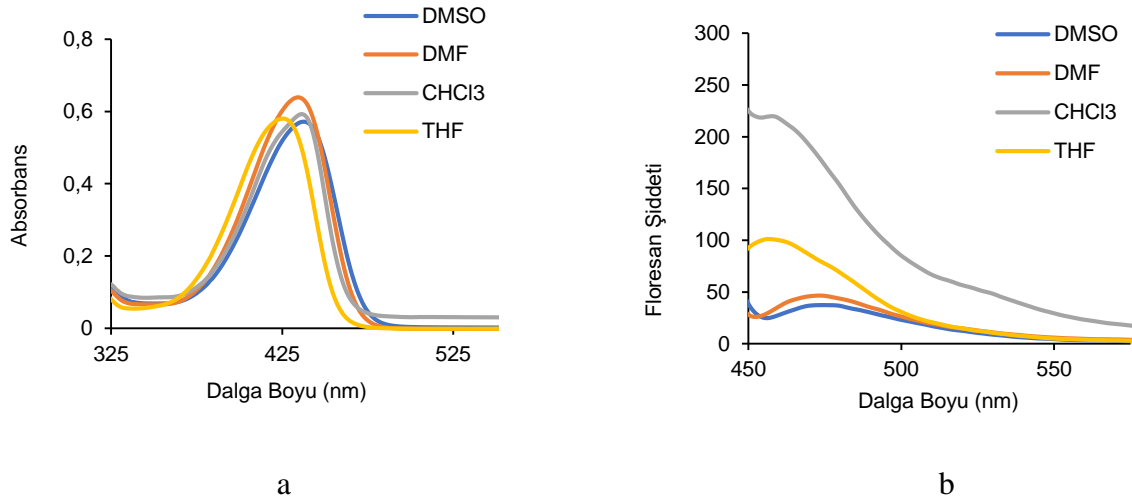 DMSO
DMF
CHCl3
THF
0,8
0,6
0,4
0,2
0
325
425
525
Absorbans
Dalga Boyu (nm)
a
DMSO
DMF
CHCl3
THF
300
250
200
150
100
50
0
450
500
550
Floresan Şiddeti
Dalga Boyu (nm)
b